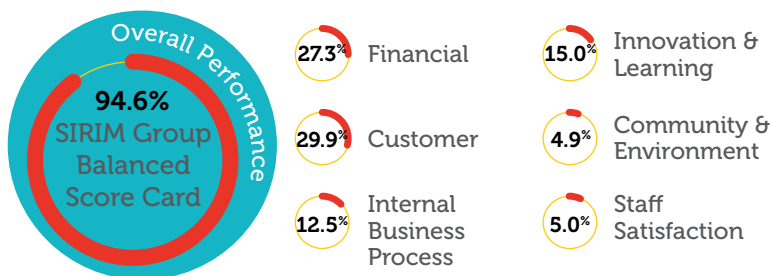 Overall Performance
94.6%
SIRIM Group
Balanced
Score Card
27.3%
Financial
29.9%
Customer
12.5%
Internal
Business
Process
15.0%
Innovation &
Learning
4.9%
Community &
Environment
5.0%
Staff
Satisfaction